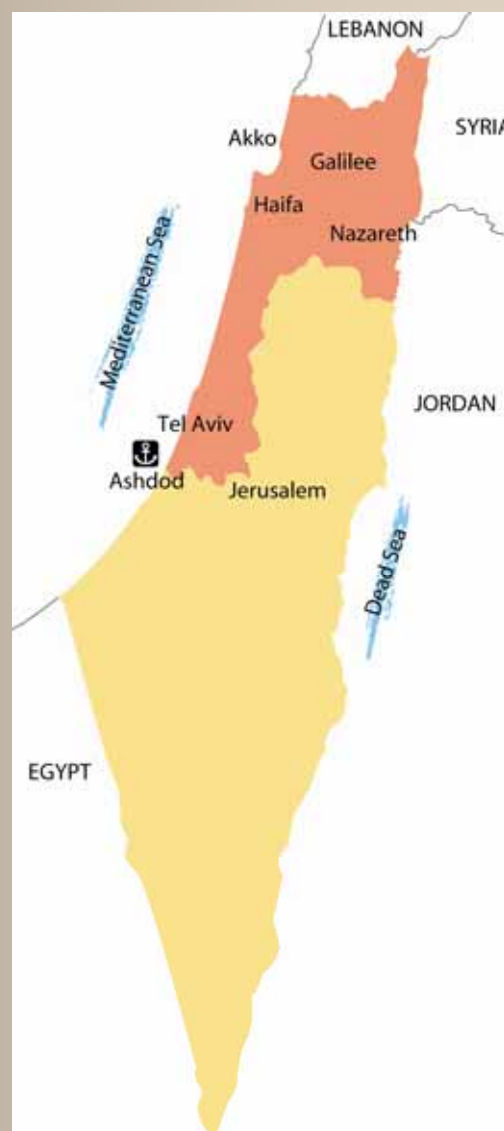 LEBANON
SYRIA
Akko
Galilee
Haifa
Nazareth
Mediterranean Sea
JORDAN
Tel Aviv
Ashdod
Jerusalem
Dead Sea
EGYPT